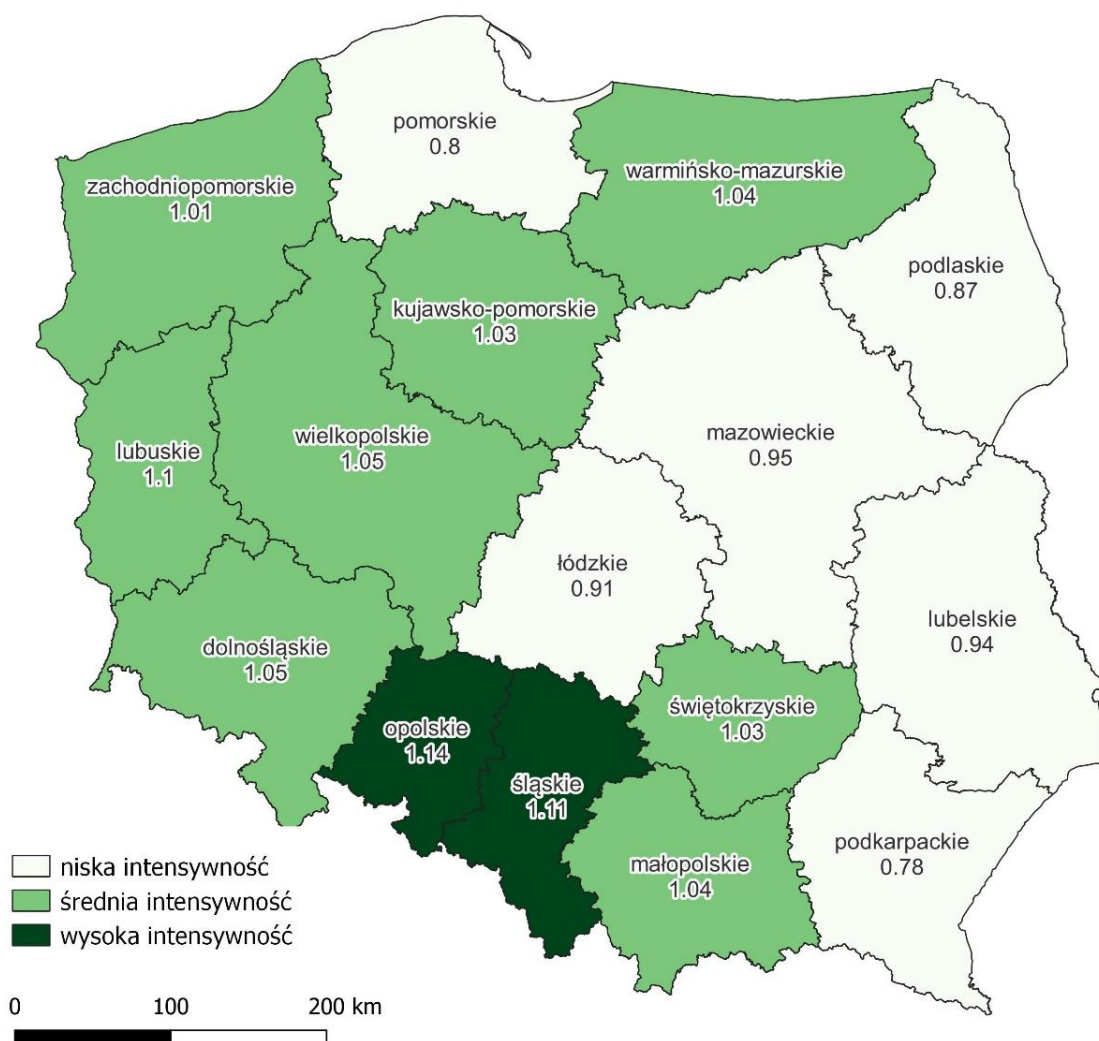 pomorskie
0.8
zachodniopomorskie
1.01
warmińsko-mazurskie
1.04
podlaskie
0.87
kujawsko-pomorskie
1.03
mazowieckie
0.95
wielkopolskie
1.05
lubuskie
1.1
łódzkie
0.91
lubelskie
0.94
dolnośląskie
1.05
świętokrzyskie
1.03
opolskie
1.14
śląskie
1.11
podkarpackie
0.78
małopolskie
1.04
niska intensywność
średnia intensywność
wysoka intensywność
0 100 200 km